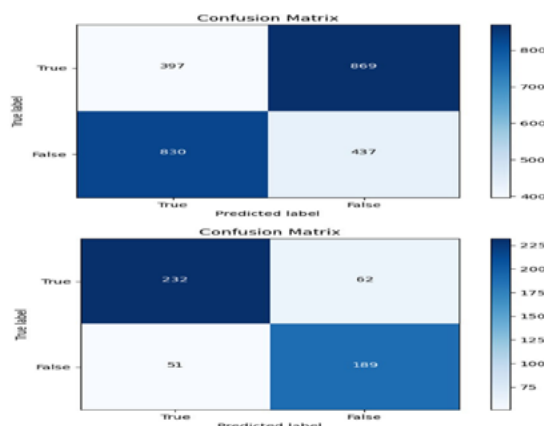 Confusion Matrix
True
397
869
800
700
True label
600
False
830
437
500
400
True
False
Predicted label
Confusion Matrix
225
True
232
62
200
175
True label
150
125
False
51
189
100
75
True
False
Predicted label